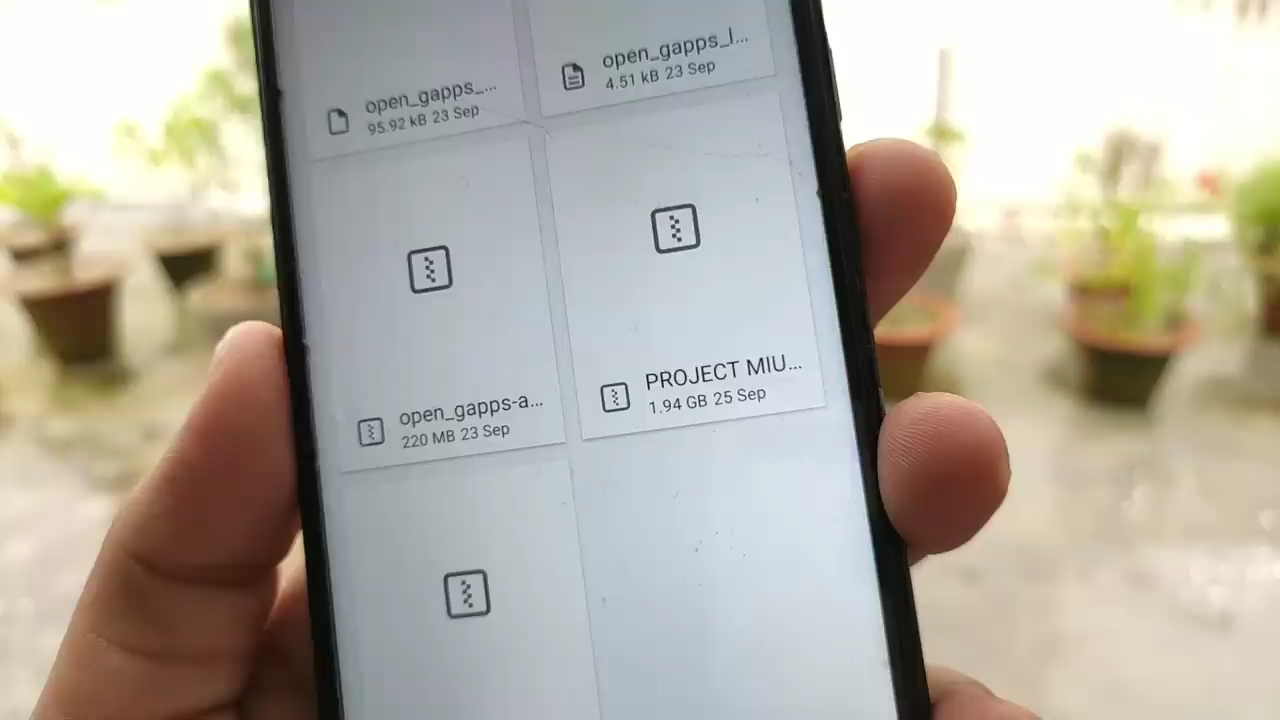 open_gapps_...
95.92 kB 23 Sep
open_gapps_l...
4.51 kB 23 Sep
open_gapps-a...
220 MB 23 Sep
PROJECT MIU...
1.94 GB 25 Sep